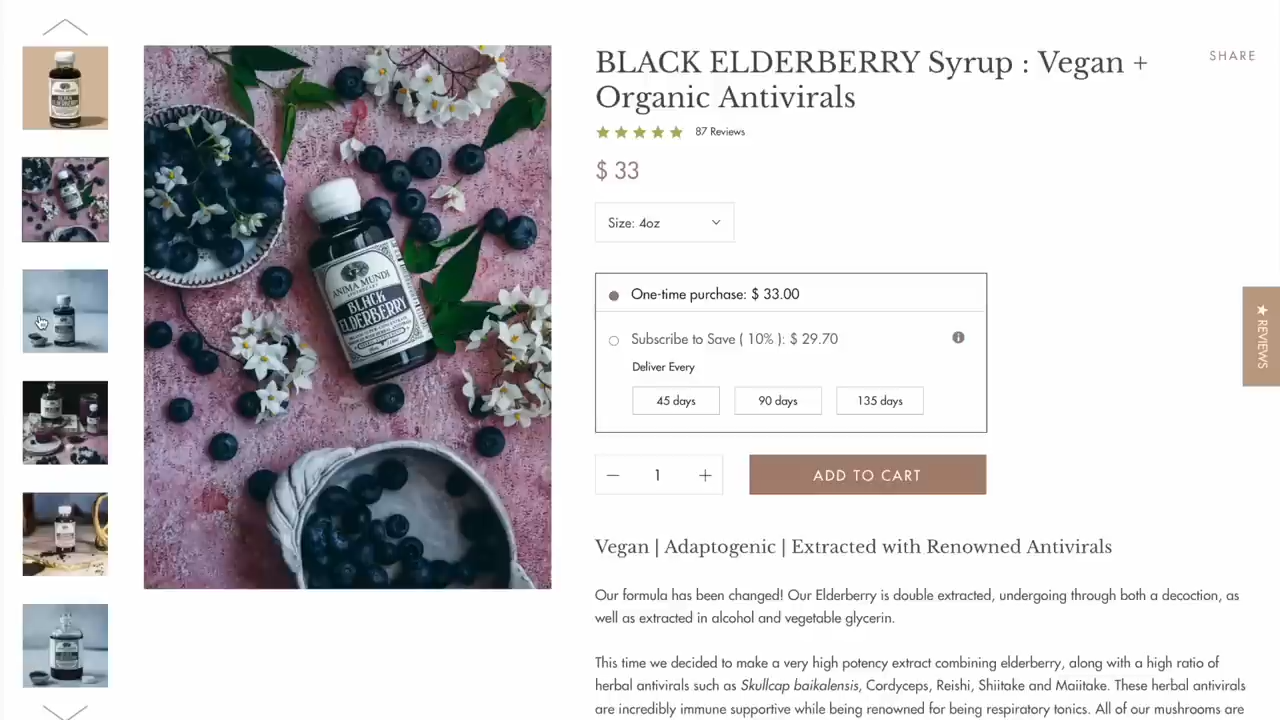 BLACK ELDERBERRY Syrup : Vegan +
Organic Antivirals
SHARE
87 Reviews
$ 33
Size: 4oz
One-time purchase: $ 33.00
Subscribe to Save ( 10% ): $ 29.70
Deliver Every
45 days
90 days
135 days
1
ADD TO CART
★ REVIEWS
ANIMA MUNDI
APOTHECARY
BLACK
ELDERBERRY
Vegan | Adaptogenic | Extracted with Renowned Antivirals
Our formula has been changed! Our Elderberry is double extracted, undergoing through both a decoction, as
well as extracted in alcohol and vegetable glycerin.
This time we decided to make a very high potency extract combining elderberry, along with a high ratio of
herbal antivirals such as Skullcap baikalensis, Cordyceps, Reishi, Shiitake and Maiitake. These herbal antivirals
are incredibly immune supportive while being renowned for being respiratory tonics. All of our mushrooms are